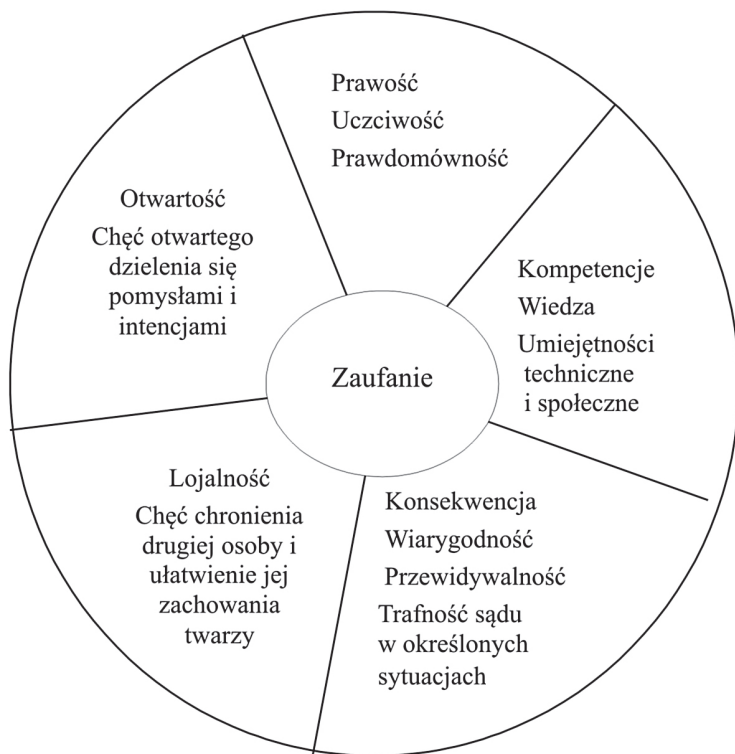 Prawość
Uczciwość
Prawdomówność
Kompetencje
Wiedza
Umiejętności
techniczne
i społeczne
Konsekwencja
Wiarygodność
Przewidywalność
Trafność sądu
w określonych
sytuacjach
Lojalność
Chęć chronienia
drugiej osoby i
ułatwienie jej
zachowania
twarzy
Otwartość
Chęć otwartego
dzielenia się
pomysłami i
intencjami
Zaufanie